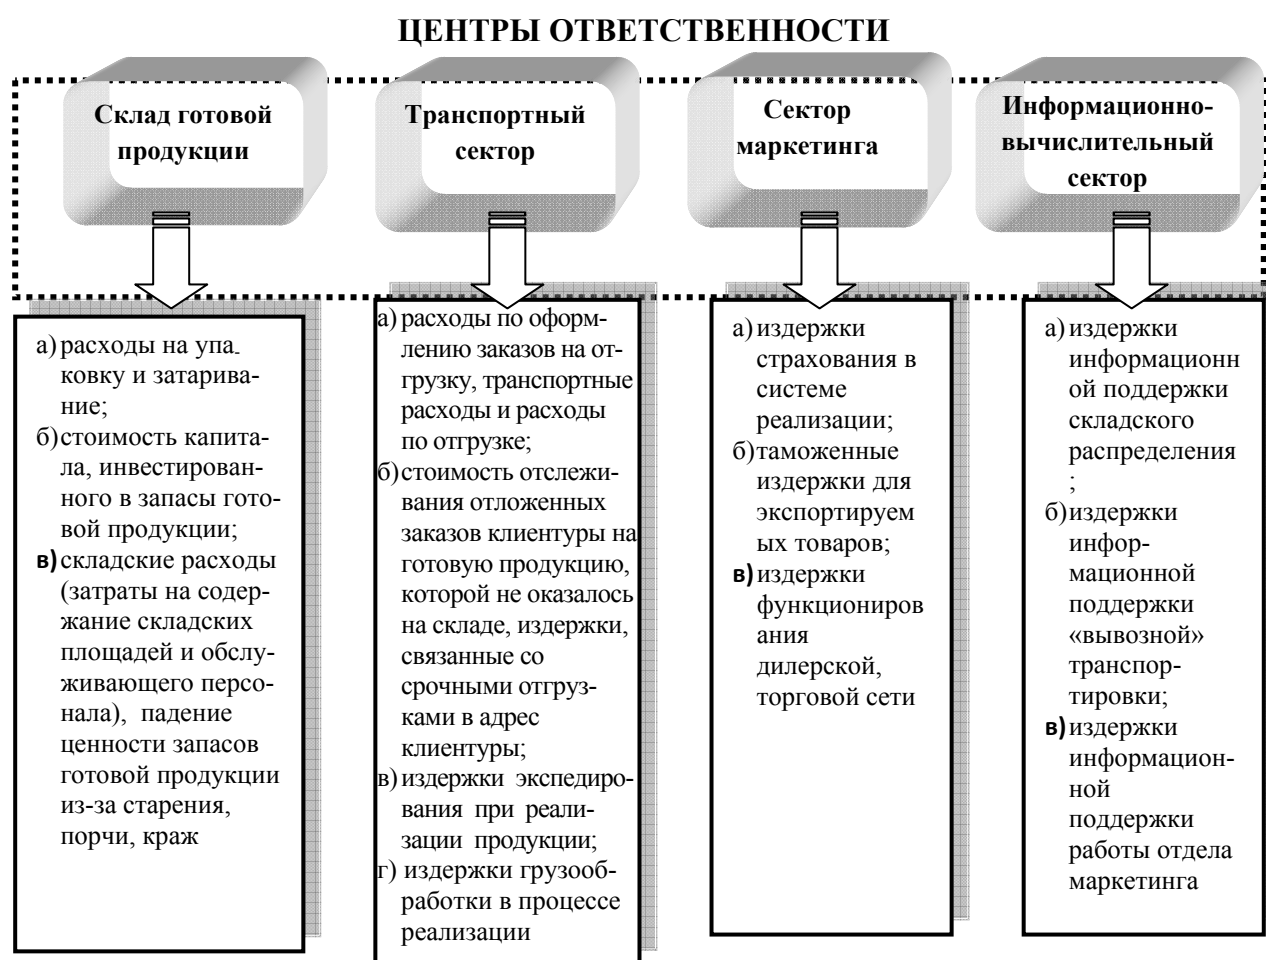 ЦЕНТРЫ ОТВЕТСТВЕННОСТИ
Склад готовой
продукции
Транспортный
сектор
Сектор
маркетинга
Информационно-
вычислительный
сектор
а) расходы на упа-
ковку и затарива-
ние;
б) стоимость капита-
ла, инвестирован-
ного в запасы гото-
вой продукции;
в) складские расходы
(затраты на содер-
жание складских
площадей и обслу-
живающего персо-
нала), падение
ценности запасов
готовой продукции
из-за старения,
порчи, краж
а) расходы по оформ-
лению заказов на от-
грузку, транспортные
расходы и расходы
по отгрузке;
б) стоимость отслежи-
вания отложенных
заказов клиентуры на
готовую продукцию,
которой не оказалось
на складе, издержки,
связанные со
срочными отгруз-
ками в адрес
клиентуры;
в) издержки экспедиро-
вания при реали-
зации продукции;
г) издержки грузооб-
работки в процессе
реализации
а) издержки
страхования в
системе
реализации;
б) таможенные
издержки для
экспортируем
ых товаров;
в) издержки
функциониров
ания
дилерской,
торговой сети
а) издержки
информационн
ой поддержки
складского
распределения
;
б) издержки
инфор-
мационной
поддержки
«вывозной»
транспор-
тировки;
в) издержки
информацион-
ной
поддержки
работы отдела
маркетинга